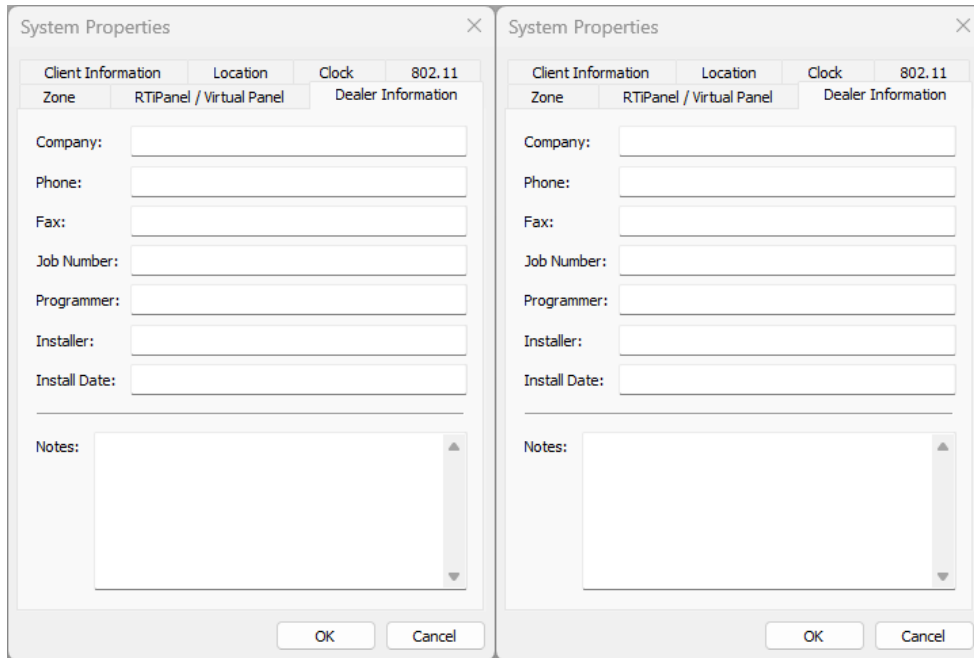 System Properties
Client Information Location Clock 802.11
Zone RTiPanel / Virtual Panel Dealer Information
Company:
Phone:
Fax:
Job Number:
Programmer:
Installer:
Install Date:
Notes:
OK Cancel
System Properties
Client Information Location Clock 802.11
Zone RTiPanel / Virtual Panel Dealer Information
Company:
Phone:
Fax:
Job Number:
Programmer:
Installer:
Install Date:
Notes:
OK Cancel